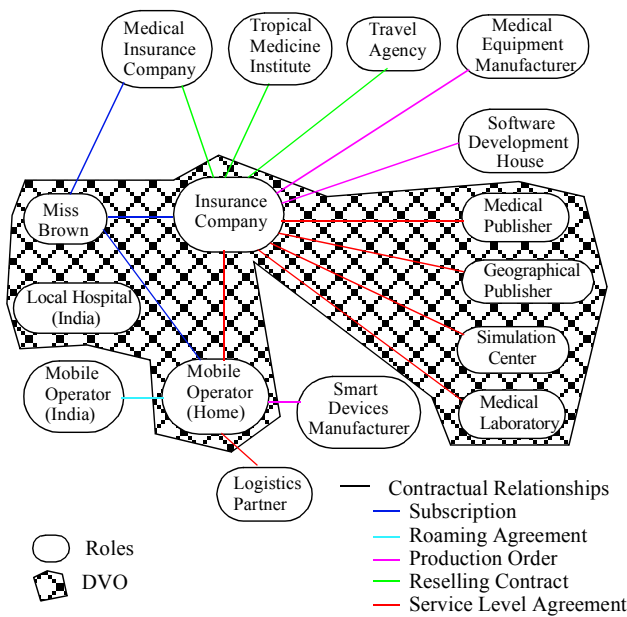 Medical
Insurance
Company
Tropical
Medicine
Institute
Travel
Agency
Medical
Equipment
Manufacturer
Software
Development
House
Insurance
Company
Miss
Brown
Medical
Publisher
Geographical
Publisher
Local Hospital
(India)
Simulation
Center
Mobile
Operator
(India)
Mobile
Operator
(Home)
Smart
Devices
Manufacturer
Medical
Laboratory
Logistics
Partner
Contractual Relationships
Subscription
Roaming Agreement
Production Order
Reselling Contract
Service Level Agreement
Roles
DVO